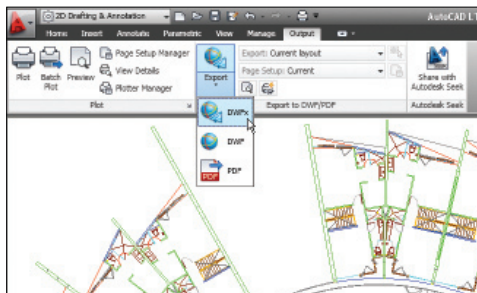 2D Drafting & Annotation
AutoCAD L
Home Insert Annotate Parametric View Manage Output
Plot
Batch Plot
Preview
Page Setup Manager
View Details
Plotter Manager
Export
Export: Current layout
Page Setup: Current
Share with Autodesk Seek
Plot
Export to DWF/PDF
Autodesk Seek
DWFx
DWF
PDF
PDF